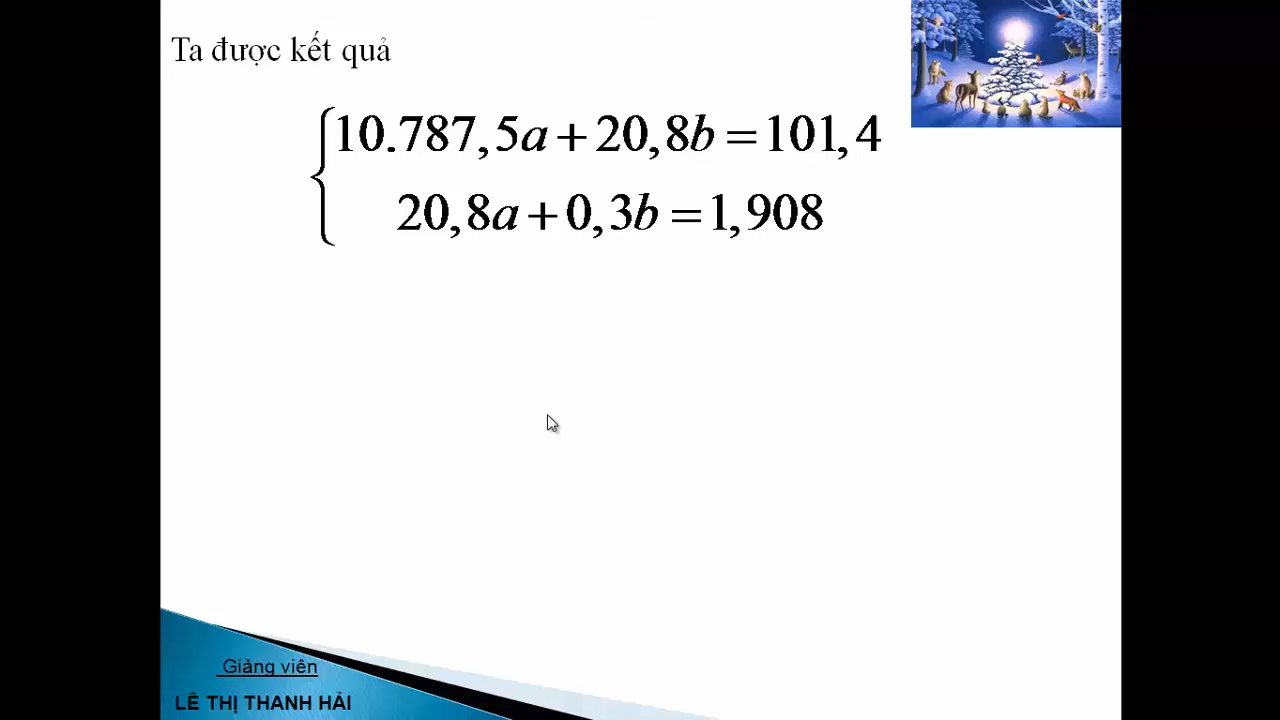 Ta được kết quả
10.787,5a + 20,8b = 101,4
20,8a + 0,3b = 1,908
Giảng viên
LÊ THỊ THANH HẢI